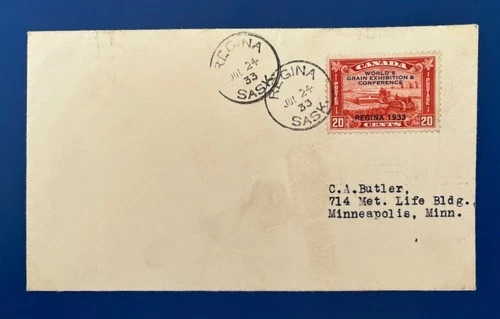 REGINA
JUL 24
33
SASK.
REGINA
JUL 24
33
SASK.
CANADA
WORLD'S
GRAIN EXHIBITION &
CONFERENCE
POSTES
POSTAGE
REGINA 1933
20 CENTS 20
C.A.Butler,
714 Met. Life Bldg.,
Minneapolis, Minn.